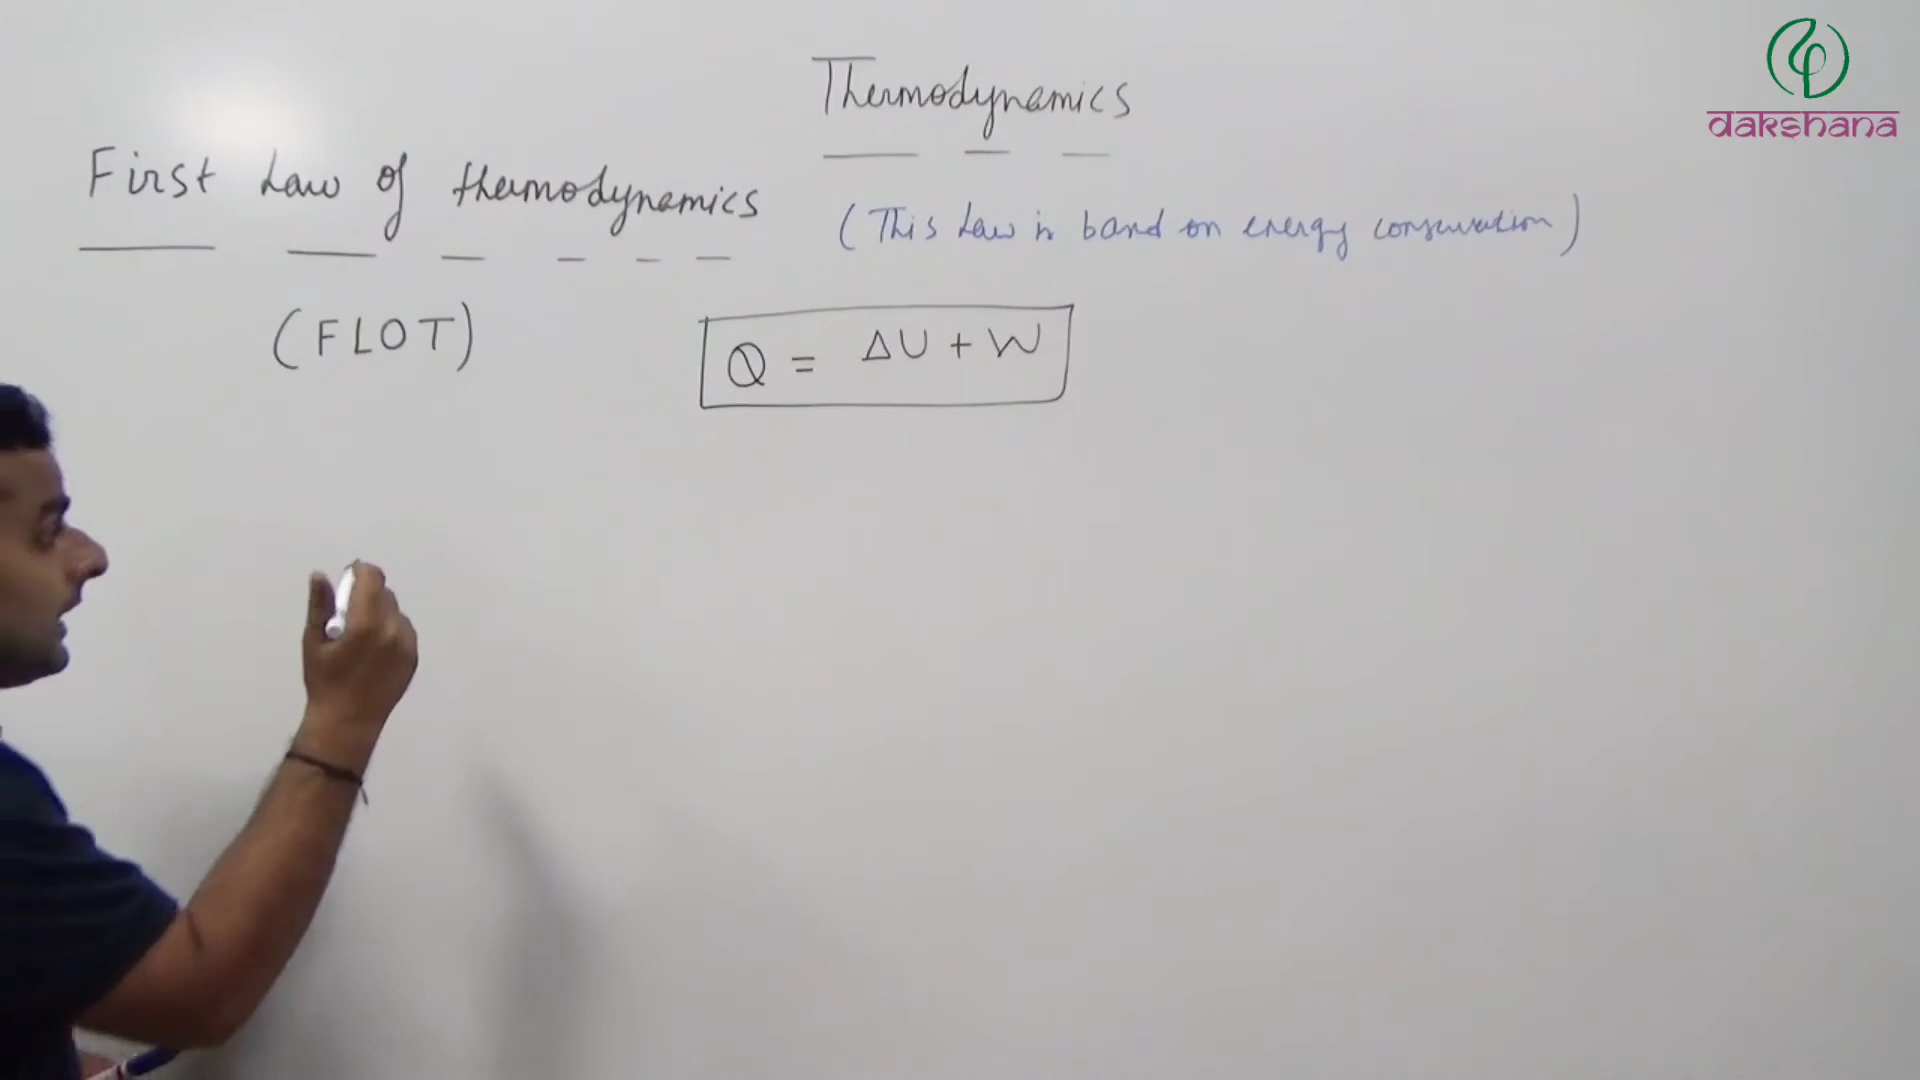 Thermodynamics
dakshana
First Law of thermodynamics
(This Law is based on energy conservation)
(FLOT)
Q = ΔU + W